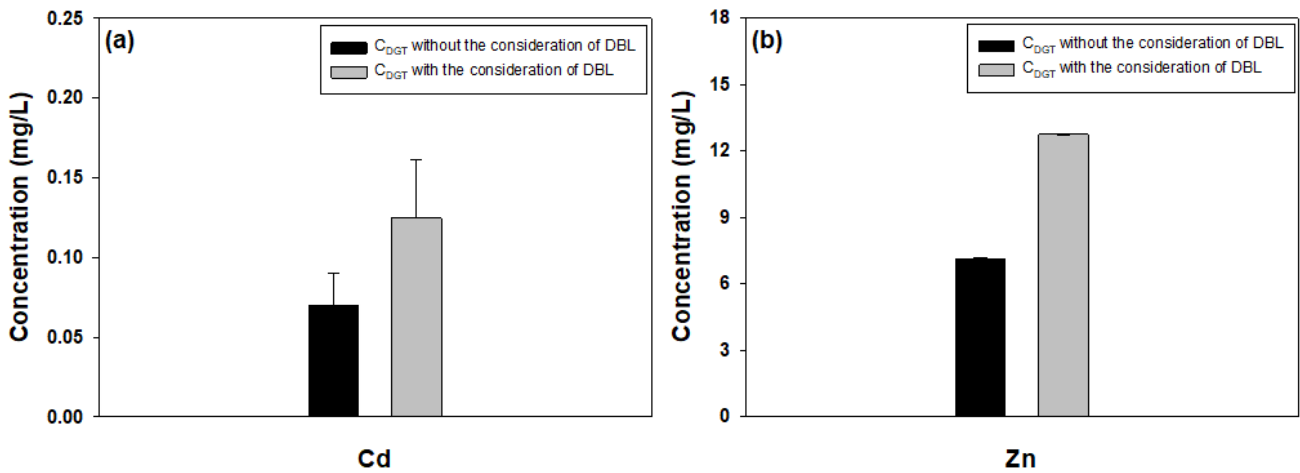 (a)
C_DGT without the consideration of DBL
C_DGT with the consideration of DBL
0.25
0.20
0.15
0.10
0.05
0.00
Concentration (mg/L)
Cd
(b)
C_DGT without the consideration of DBL
C_DGT with the consideration of DBL
18
15
12
9
6
3
0
Concentration (mg/L)
Zn